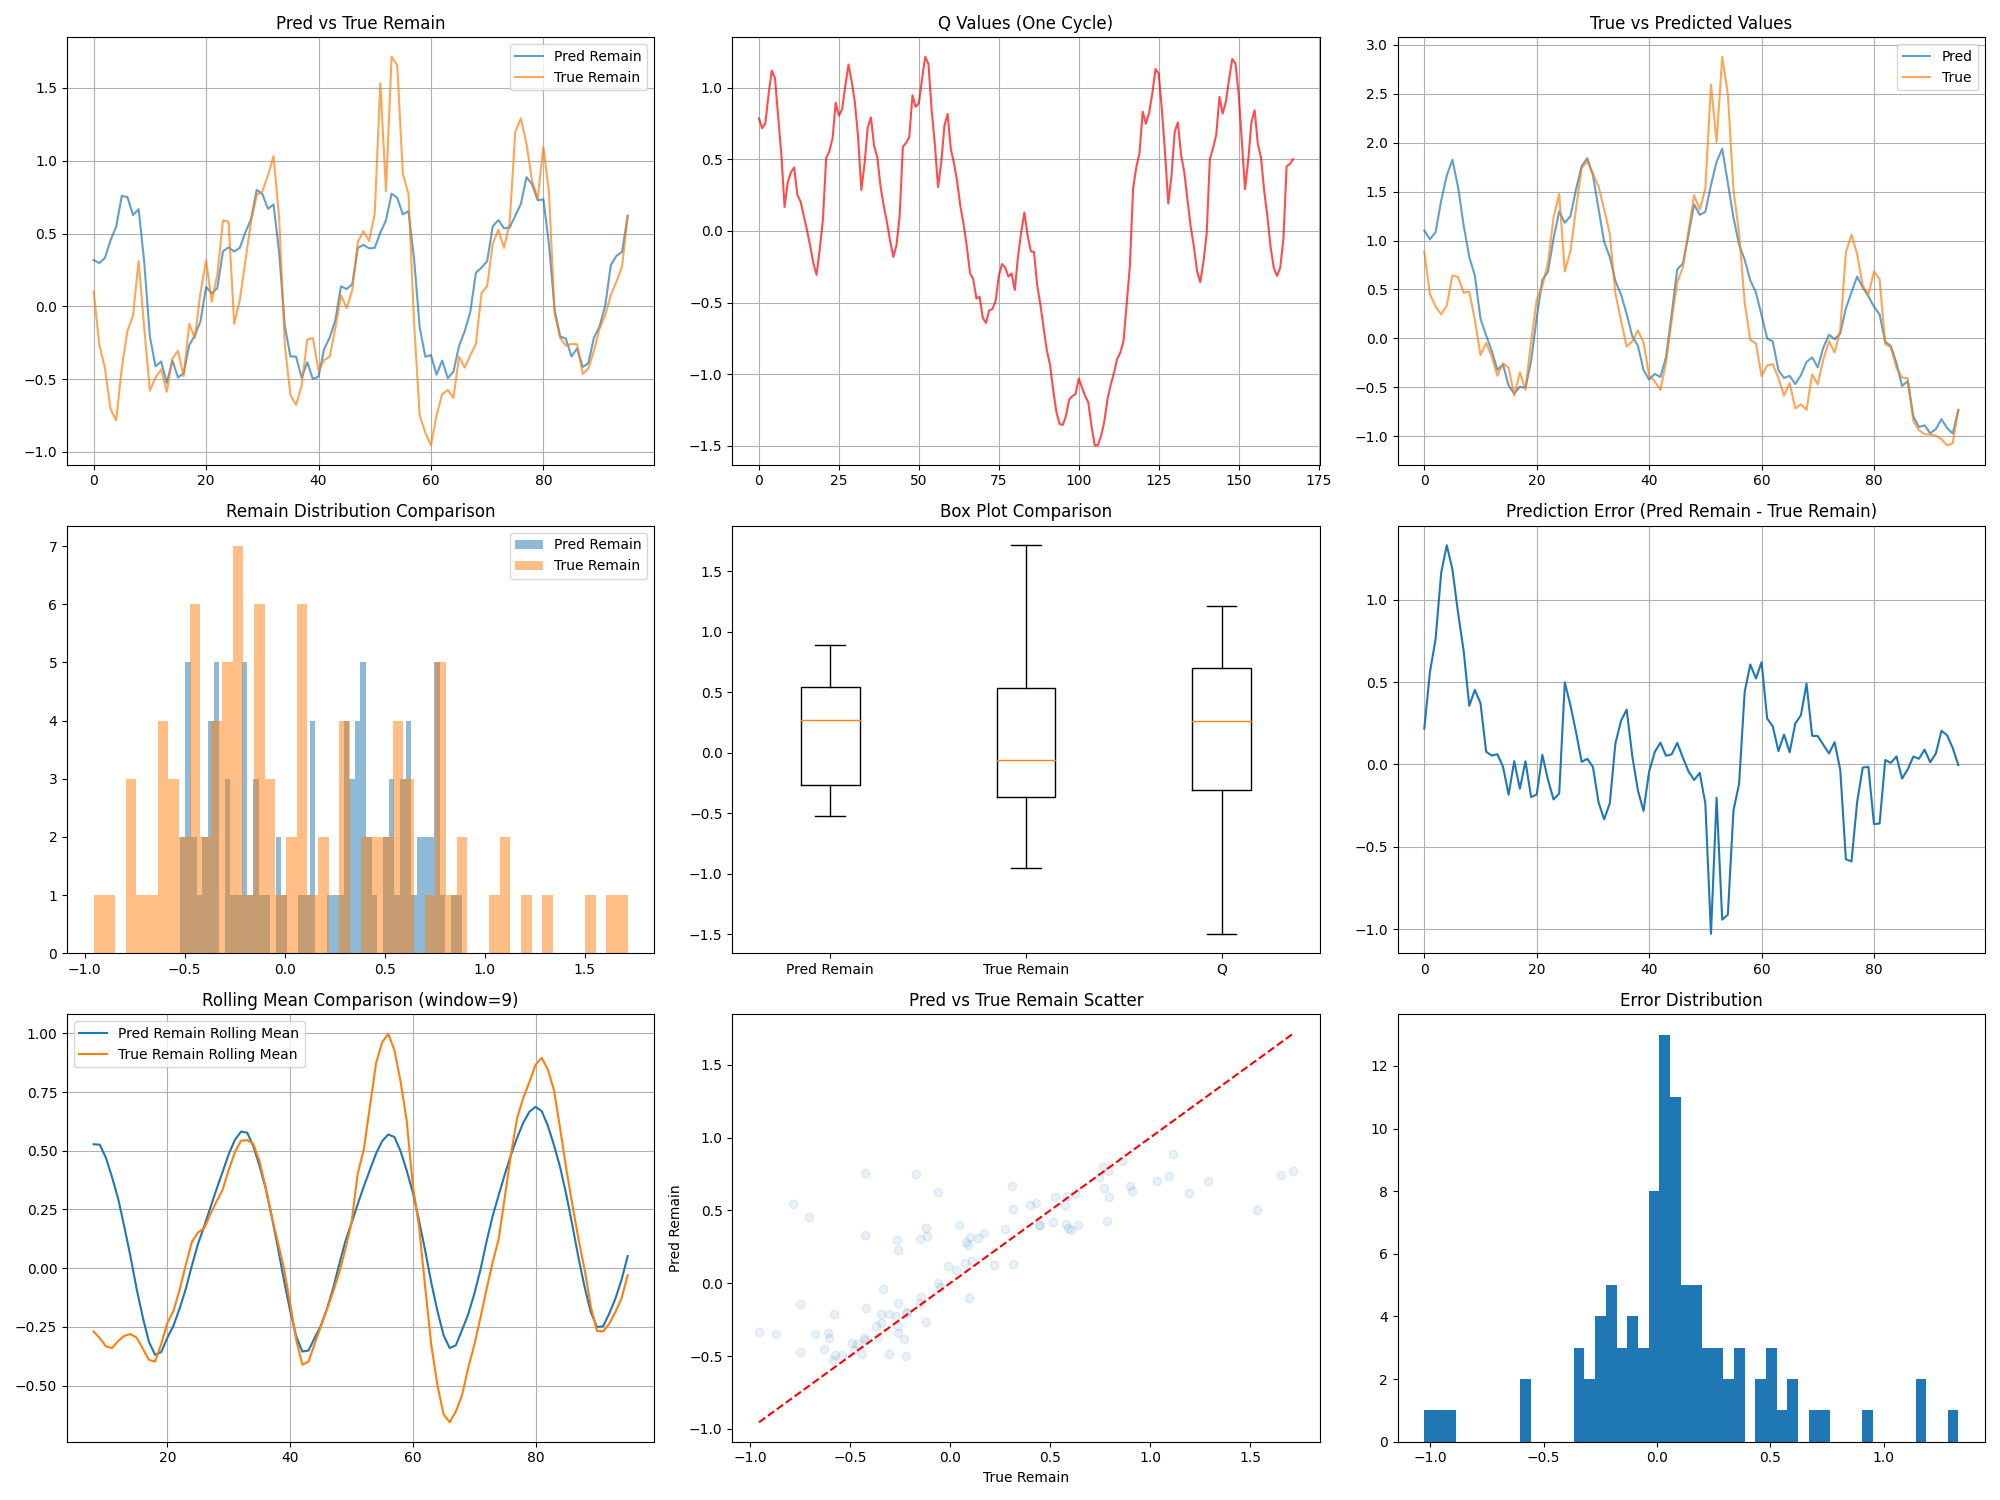 Pred vs True Remain
Pred Remain
True Remain
1.5
1.0
0.5
0.0
−0.5
−1.0
0 20 40 60 80
Q Values (One Cycle)
1.0
0.5
0.0
−0.5
−1.0
−1.5
0 25 50 75 100 125 150 175
True vs Predicted Values
Pred
True
3.0
2.5
2.0
1.5
1.0
0.5
0.0
−0.5
−1.0
0 20 40 60 80
Remain Distribution Comparison
Pred Remain
True Remain
7
6
5
4
3
2
1
0
−1.0 −0.5 0.0 0.5 1.0 1.5
Box Plot Comparison
1.5
1.0
0.5
0.0
−0.5
−1.0
−1.5
Pred Remain True Remain Q
Prediction Error (Pred Remain - True Remain)
1.0
0.5
0.0
−0.5
−1.0
0 20 40 60 80
Rolling Mean Comparison (window=9)
Pred Remain Rolling Mean
True Remain Rolling Mean
1.00
0.75
0.50
0.25
0.00
−0.25
−0.50
20 40 60 80
Pred vs True Remain Scatter
Pred Remain
1.5
1.0
0.5
0.0
−0.5
−1.0
−1.0 −0.5 0.0 0.5 1.0 1.5
True Remain
Error Distribution
12
10
8
6
4
2
0
−1.0 −0.5 0.0 0.5 1.0